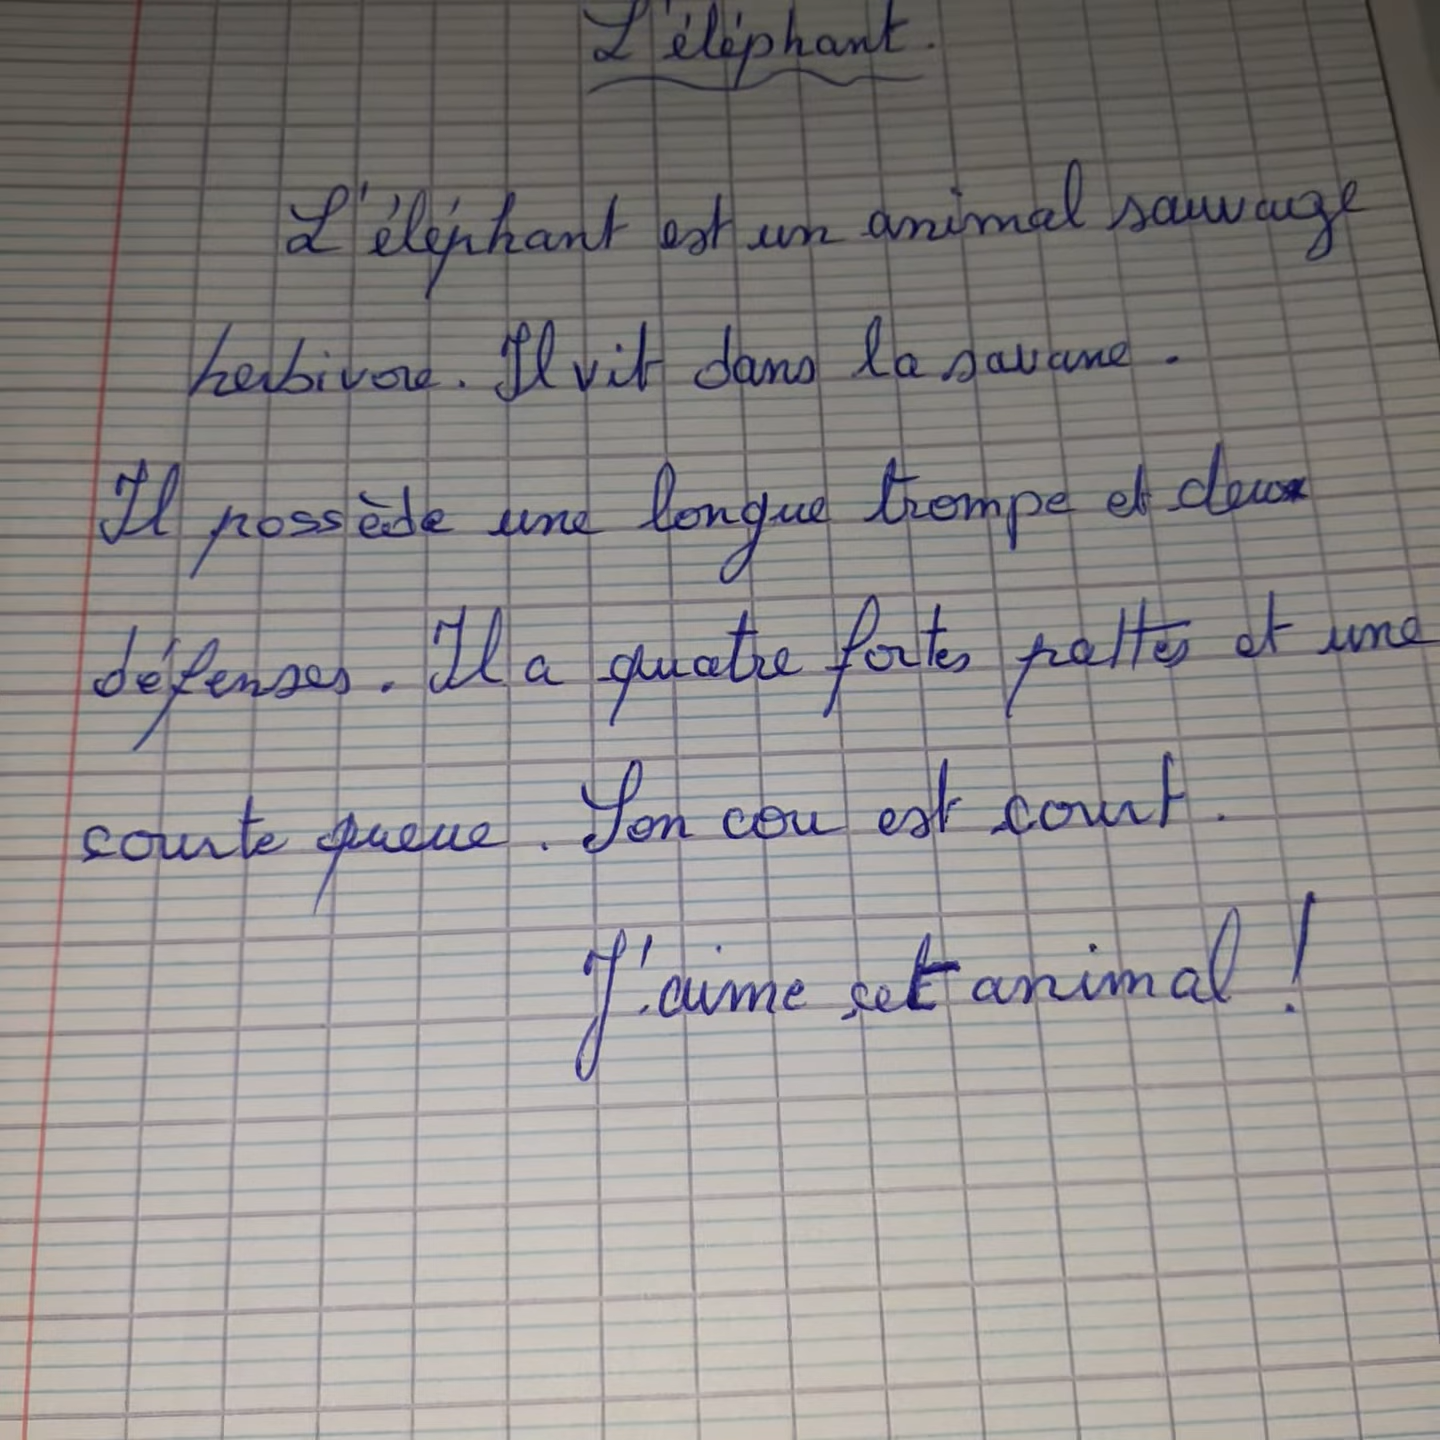 L'éléphant.
L'éléphant est un animal sauvage
herbivore. Il vit dans la savane.
Il possède une longue trompe et deux
défenses. Il a quatre fortes pattes et une
courte queue. Son cou est court.
J'aime cet animal !